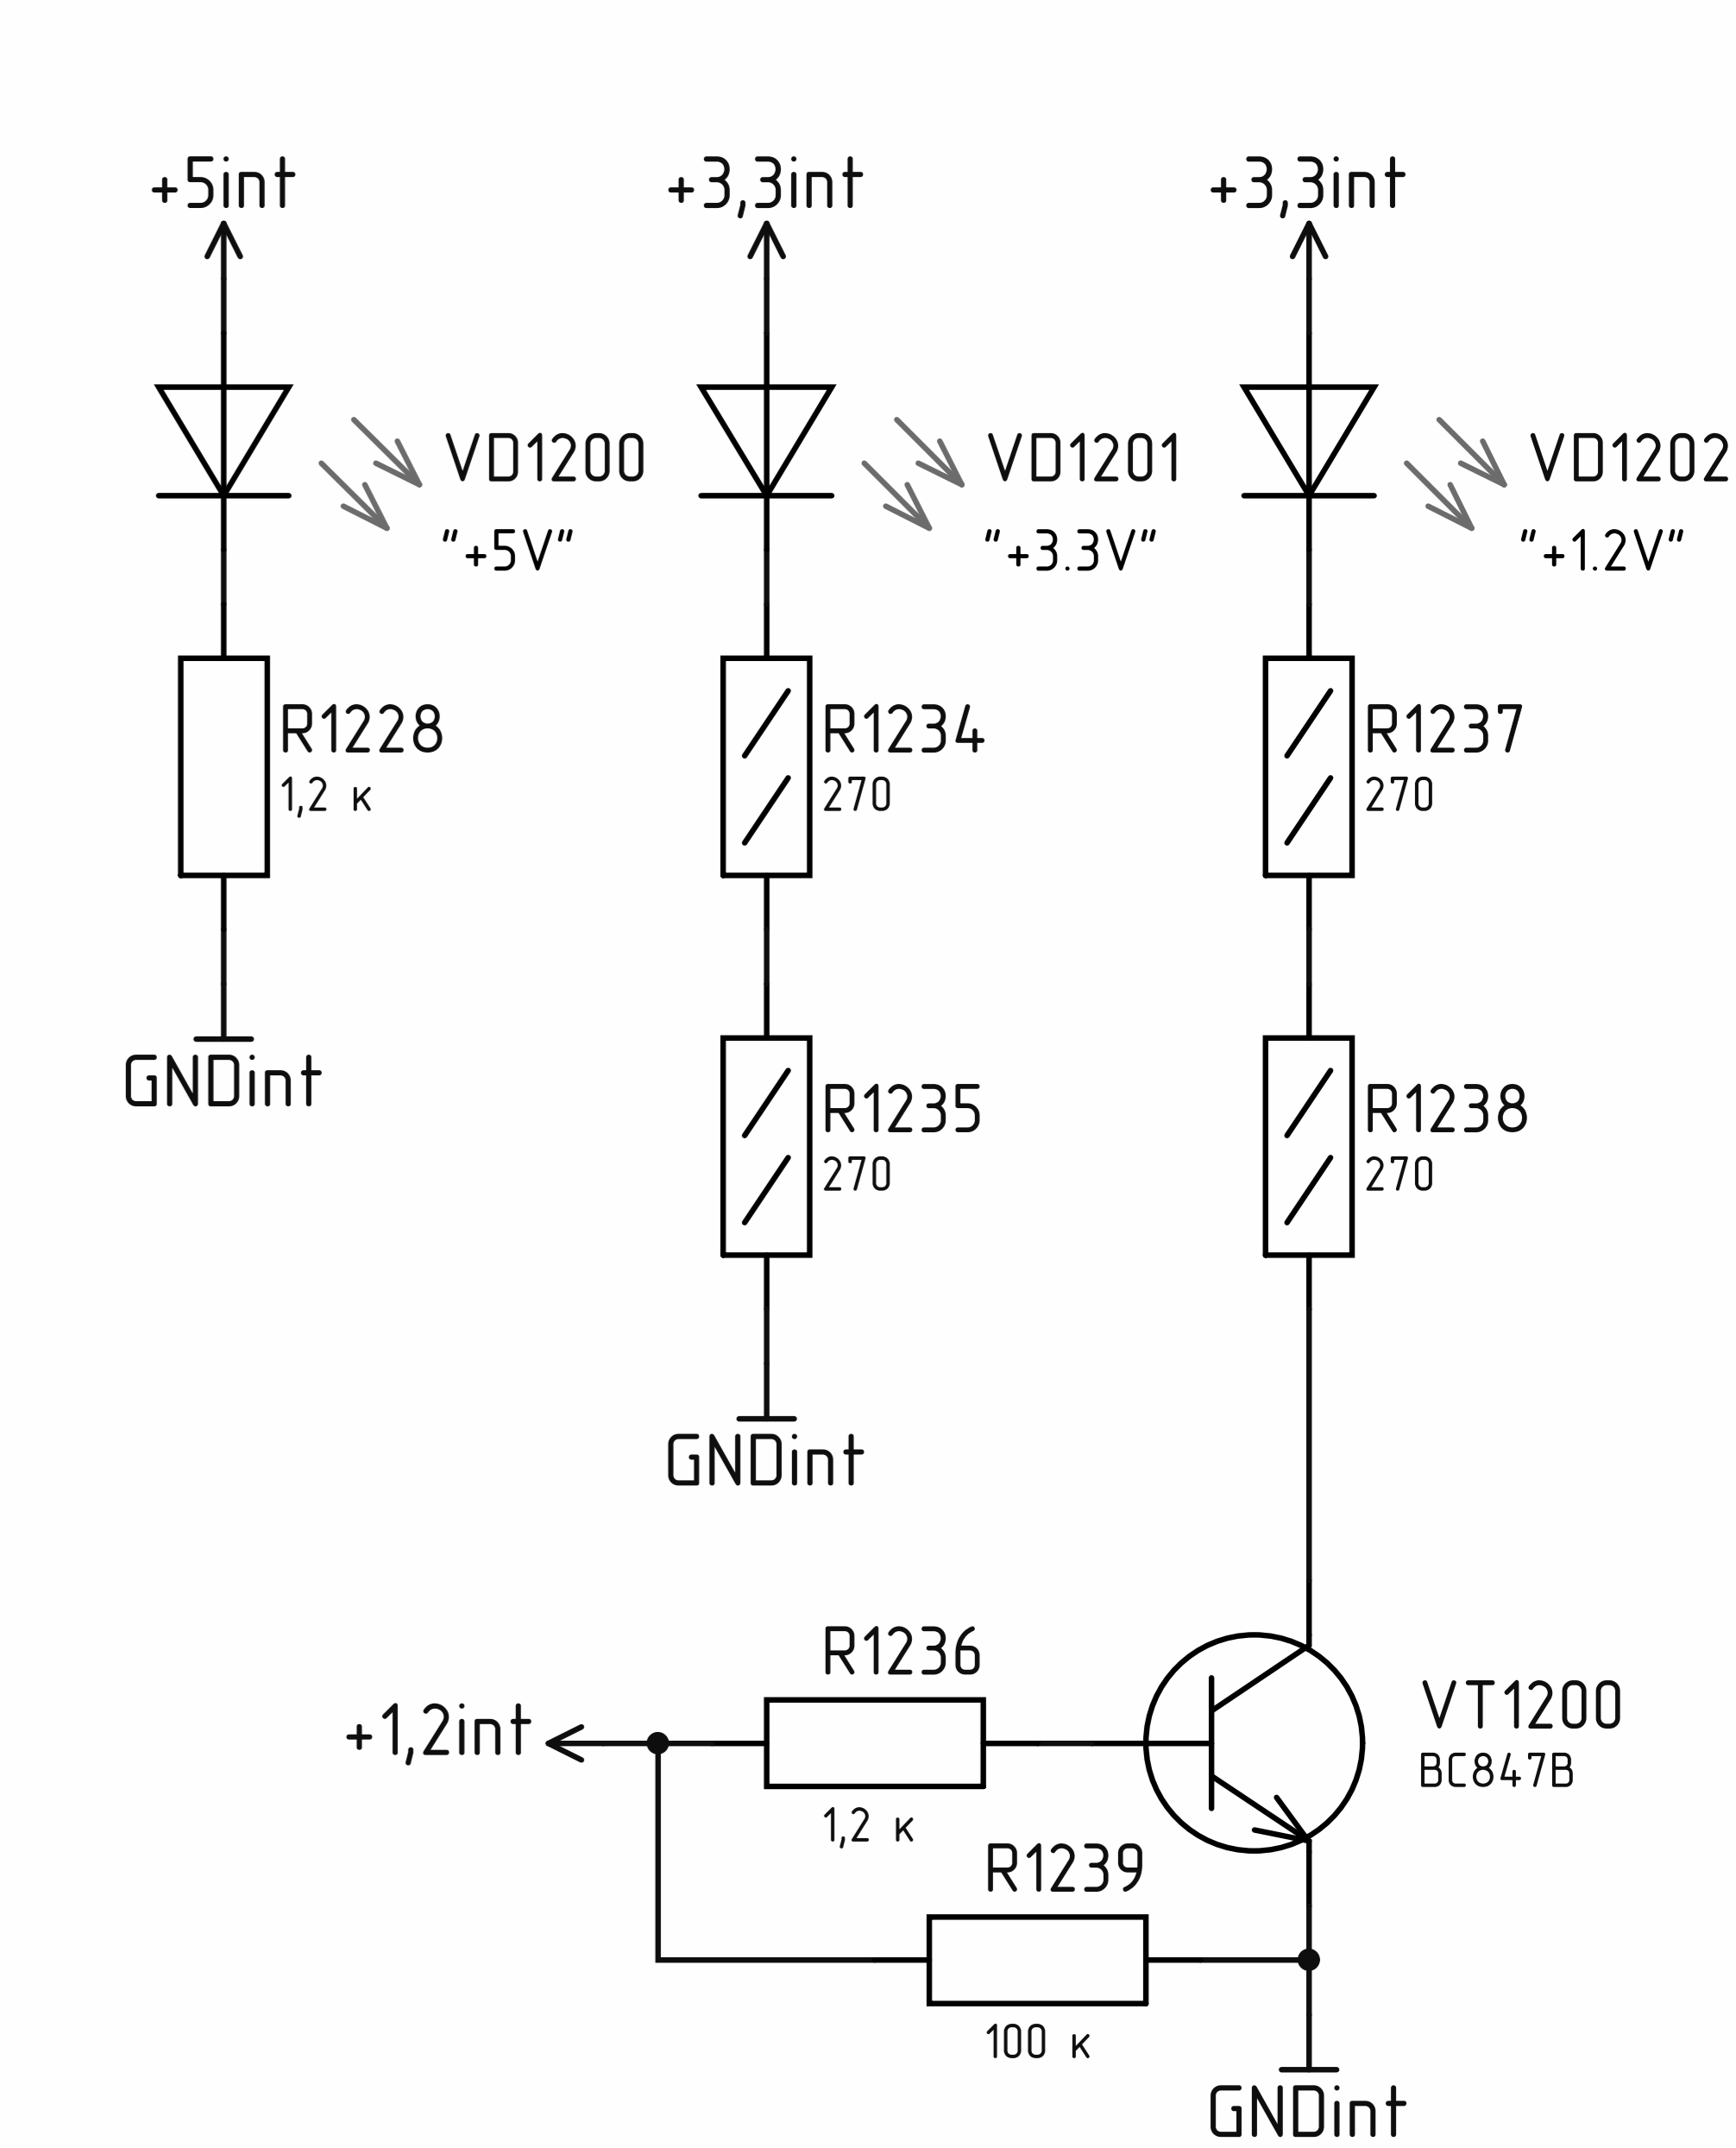 +5int
+3,3int
+3,3int
VD1200
"+5V"
VD1201
"+3.3V"
VD1202
"+1.2V"
R1228
1,2 к
R1234
270
R1237
270
GNDint
R1235
270
R1238
270
GNDint
R1236
1,2 к
+1,2int
VT1200
BC847B
R1239
100 к
GNDint